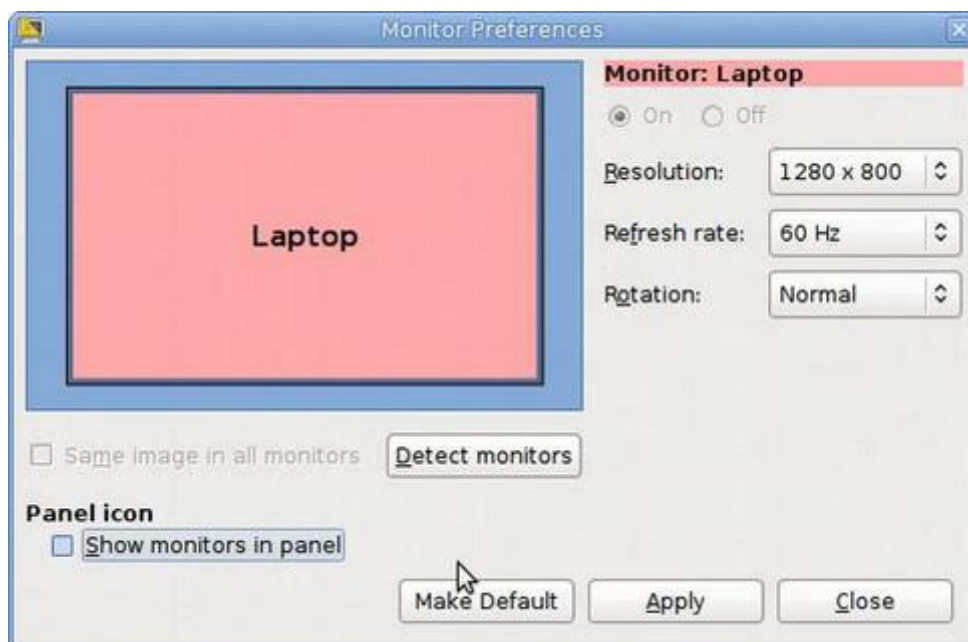 Monitor Preferences
Monitor: Laptop
On Off
Resolution: 1280 x 800
Refresh rate: 60 Hz
Rotation: Normal
Laptop
Same image in all monitors Detect monitors
Panel icon
Show monitors in panel
Make Default Apply Close